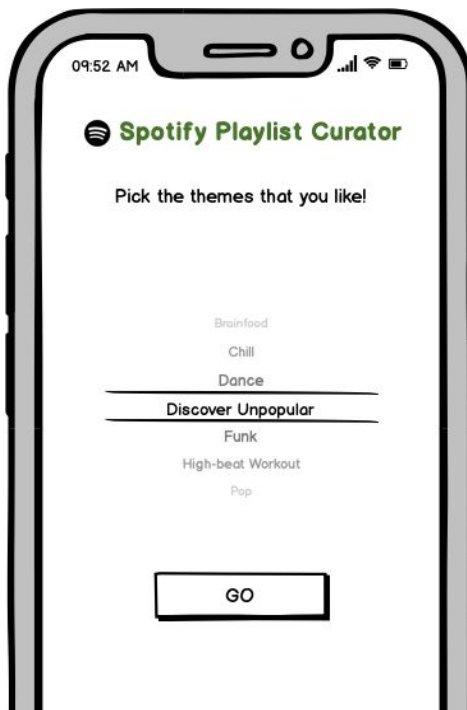 09:52 AM
Spotify Playlist Curator
Pick the themes that you like!
Brainfood
Chill
Dance
Discover Unpopular
Funk
High-beat Workout
Pop
GO